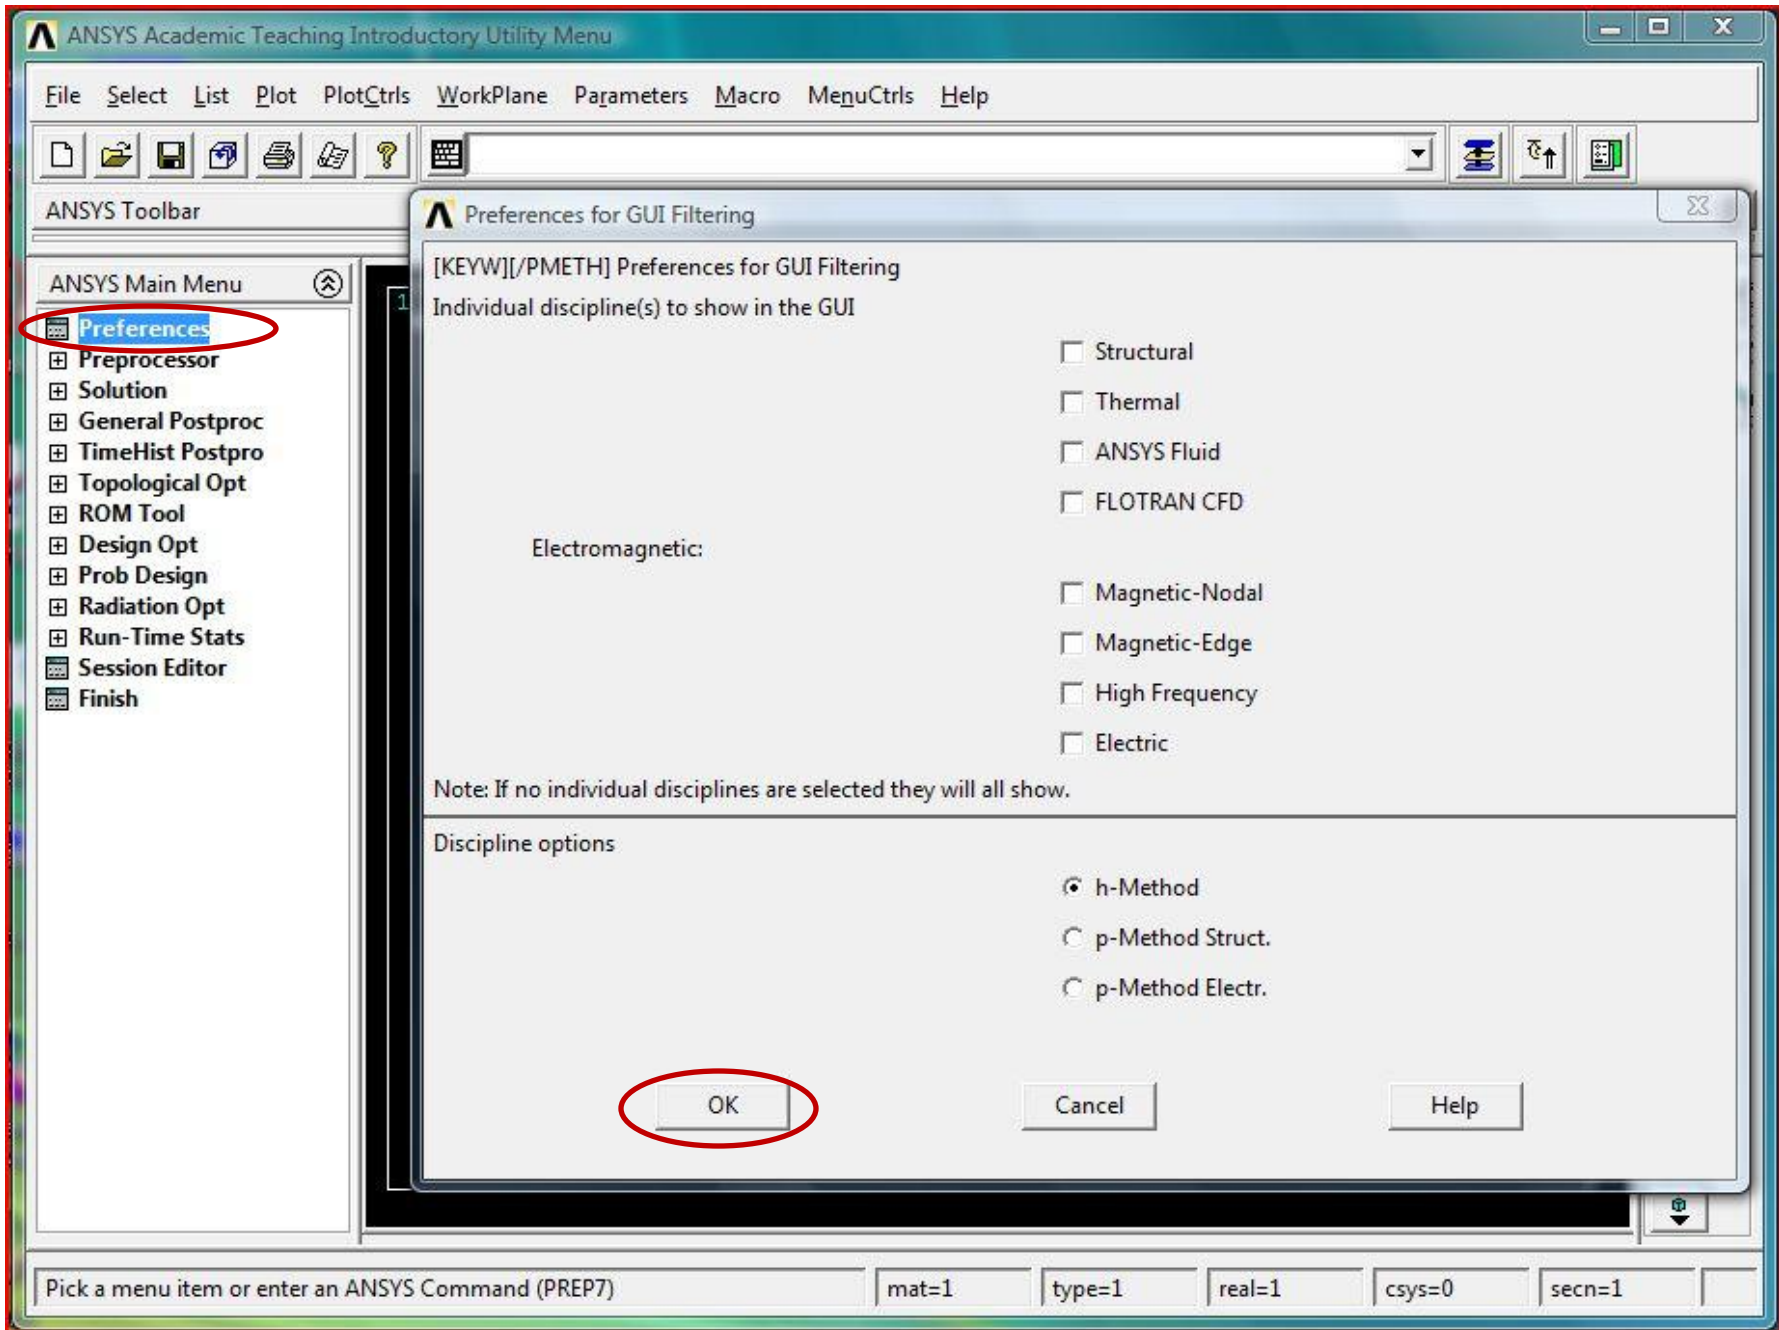 ANSYS Academic Teaching Introductory Utility Menu
File Select List Plot PlotCtrls WorkPlane Parameters Macro MenuCtrls Help
ANSYS Toolbar
Preferences for GUI Filtering
ANSYS Main Menu
Preferences
Preprocessor
Solution
General Postproc
TimeHist Postpro
Topological Opt
ROM Tool
Design Opt
Prob Design
Radiation Opt
Run-Time Stats
Session Editor
Finish
1
[KEYW][/PMETH] Preferences for GUI Filtering
Individual discipline(s) to show in the GUI
Structural
Thermal
ANSYS Fluid
FLOTRAN CFD
Electromagnetic:
Magnetic-Nodal
Magnetic-Edge
High Frequency
Electric
Note: If no individual disciplines are selected they will all show.
Discipline options
h-Method
p-Method Struct.
p-Method Electr.
OK Cancel Help
Pick a menu item or enter an ANSYS Command (PREP7) mat=1 type=1 real=1 csys=0 secn=1